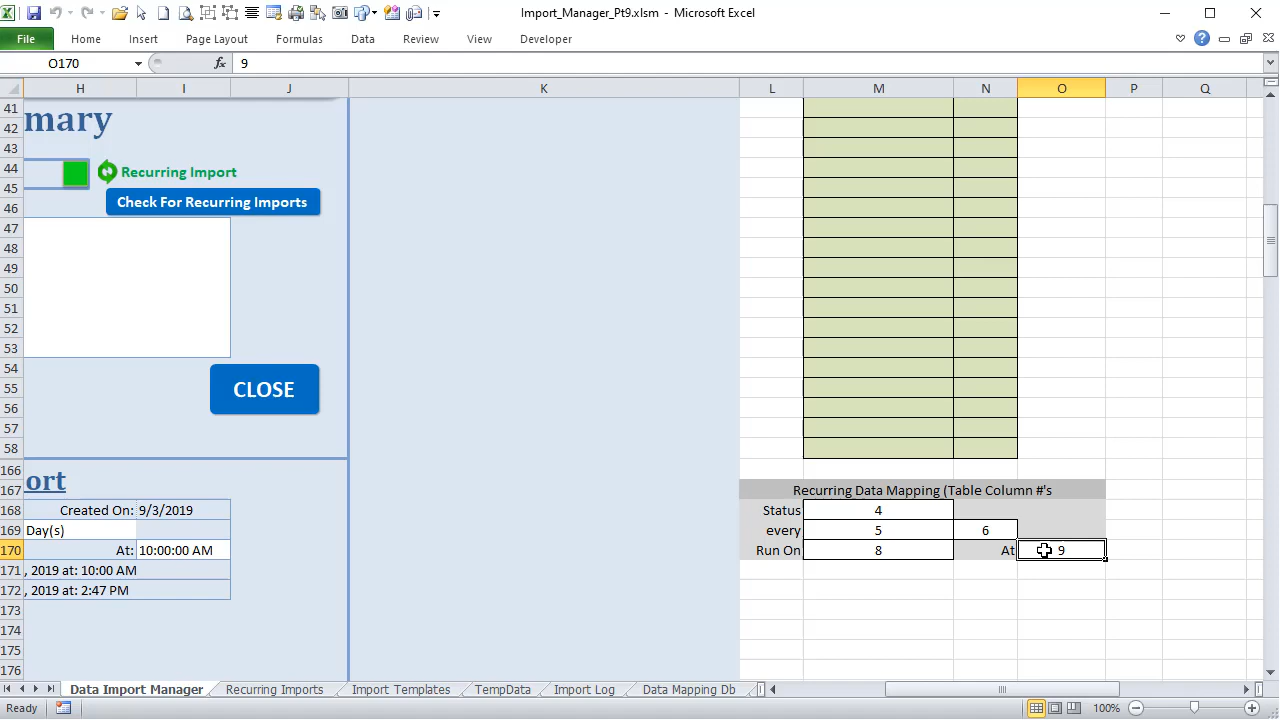 Import_Manager_Pt9.xlsm - Microsoft Excel
File Home Insert Page Layout Formulas Data Review View Developer
O170 fx 9
H I J K L M N O P Q
41
42 mary
43
44 Recurring Import
45
46 Check For Recurring Imports
47
48
49
50
51
52
53
54
55 CLOSE
56
57
58
166
167 ort Recurring Data Mapping (Table Column #'s
168 Created On: 9/3/2019 Status 4
169 Day(s) every 5 6
170 At: 10:00:00 AM Run On 8 At 9
171 , 2019 at: 10:00 AM
172 , 2019 at: 2:47 PM
173
174
175
176
Data Import Manager Recurring Imports Import Templates TempData Import Log Data Mapping Db
Ready 100%